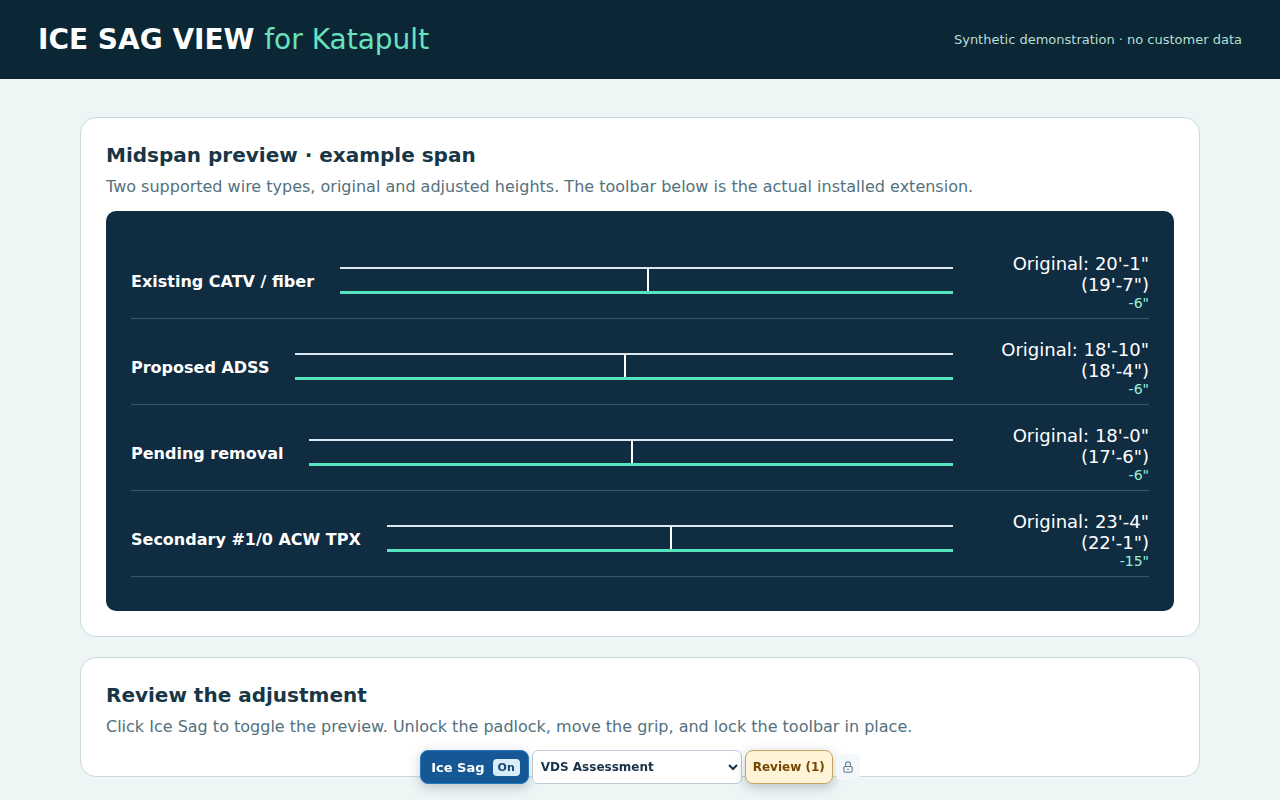 ICE SAG VIEW for Katapult
Synthetic demonstration · no customer data
Midspan preview · example span
Two supported wire types, original and adjusted heights. The toolbar below is the actual installed extension.
Existing CATV / fiber
Original: 20'-1"
(19'-7")
-6"
Proposed ADSS
Original: 18'-10"
(18'-4")
-6"
Pending removal
Original: 18'-0"
(17'-6")
-6"
Secondary #1/0 ACW TPX
Original: 23'-4"
(22'-1")
-15"
Review the adjustment
Click Ice Sag to toggle the preview. Unlock the padlock, move the grip, and lock the toolbar in place.
Ice Sag On VDS Assessment Review (1)